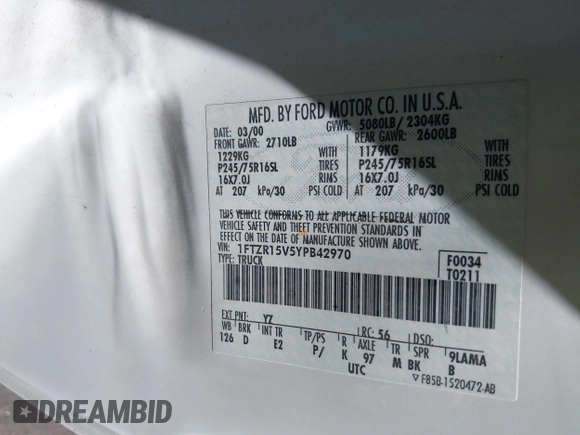 MFD. BY FORD MOTOR CO. IN U.S.A.
DATE: 03/00 GVWR: 5080LB/ 2304KG
FRONT GAWR: 2710LB REAR GAWR: 2600LB
1229KG WITH 1179KG WITH
P245/75R16SL TIRES P245/75R16SL TIRES
16X7.0J RIMS 16X7.0J RIMS
AT 207 kPa/30 PSI COLD AT 207 kPa/30 PSI COLD
THIS VEHICLE CONFORMS TO ALL APPLICABLE FEDERAL MOTOR
VEHICLE SAFETY AND THEFT PREVENTION STANDARDS IN
EFFECT ON THE DATE OF MANUFACTURE SHOWN ABOVE.
1FTZR15V5YPB42970 F0034
TYPE: TRUCK T0211
EXT PNT: Y7 RC: 56 DSO:
WB BRK INT TR TP/PS R AXLE TR SPR 9LAMA
126 D E2 P/ K 97 M BK B
UTC F85B-1520472-AB
DREAMBID